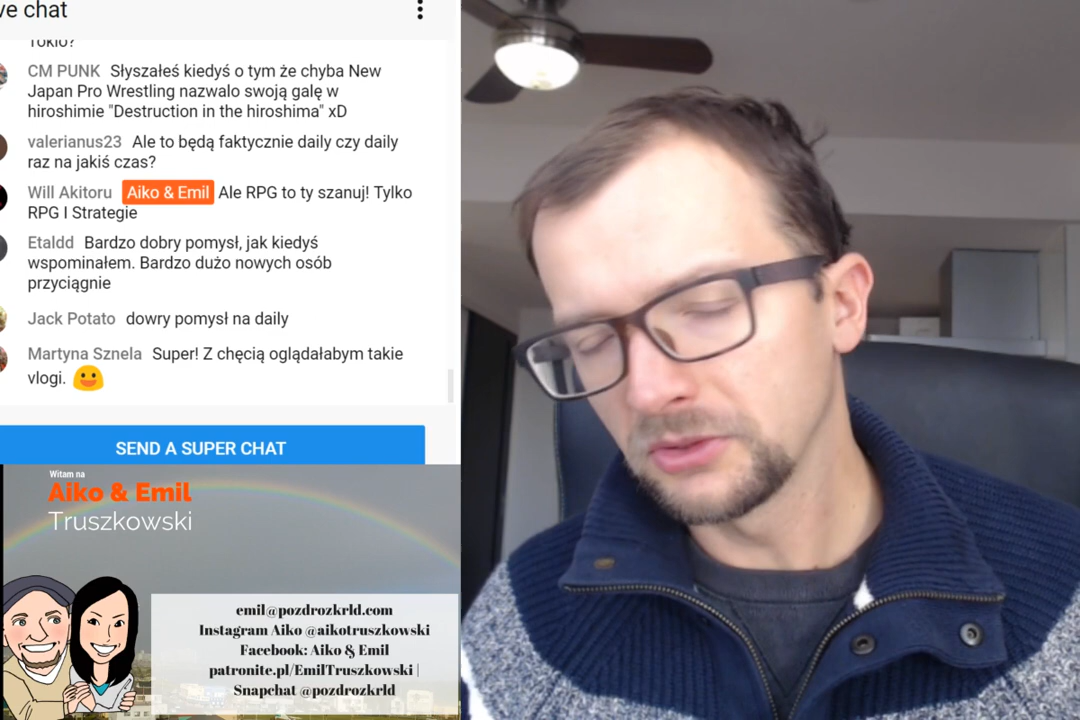 ve chat
Tokio?
CM PUNK Słyszałeś kiedyś o tym że chyba New
Japan Pro Wrestling nazwalo swoją galę w
hiroshimie "Destruction in the hiroshima" xD
valerianus23 Ale to będą faktycznie daily czy daily
raz na jakiś czas?
Will Akitoru Aiko & Emil Ale RPG to ty szanuj! Tylko
RPG I Strategie
Etaldd Bardzo dobry pomysł, jak kiedyś
wspominałem. Bardzo dużo nowych osób
przyciągnie
Jack Potato dowry pomysł na daily
Martyna Sznela Super! Z chęcią oglądałabym takie
vlogi.
SEND A SUPER CHAT
Witam na
Aiko & Emil
Truszkowski
emil@pozdrozkrld.com
Instagram Aiko @aikotruszkowski
Facebook: Aiko & Emil
patronite.pl/EmilTruszkowski |
Snapchat @pozdrozkrld